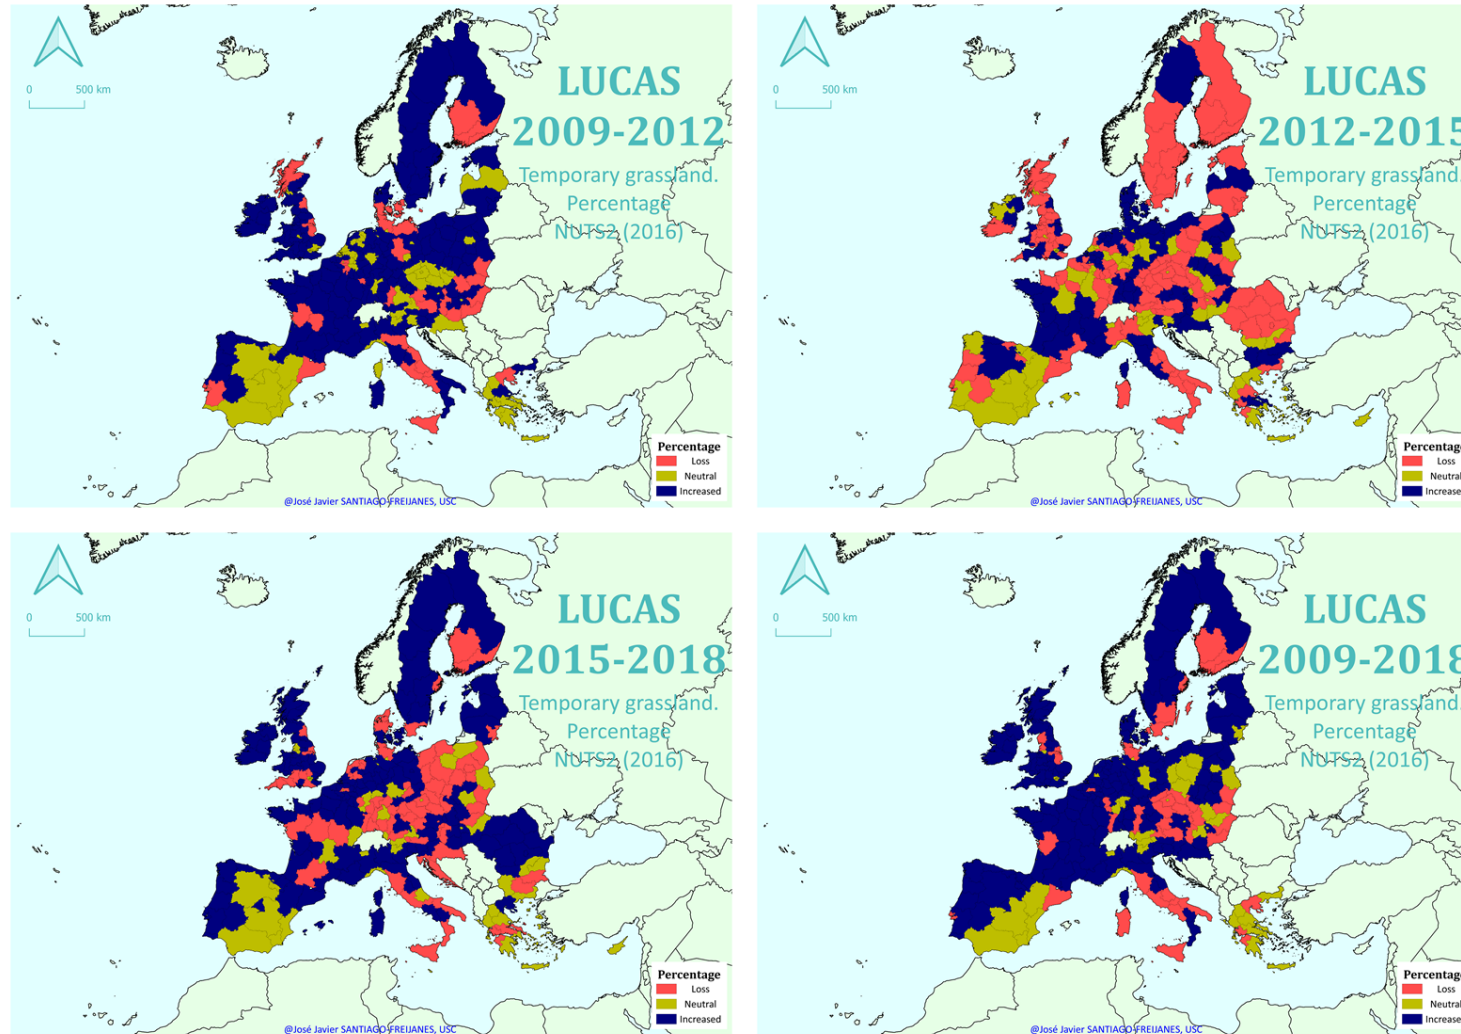 LUCAS
2009-2012
Temporary grassland.
Percentage
NUTS2 (2016)
0 500 km
Percentage
Loss
Neutral
Increased
@José Javier SANTIAGO-FREIJANES, USC
LUCAS
2012-2015
Temporary grassland.
Percentage
NUTS2 (2016)
0 500 km
Percentage
Loss
Neutral
Increased
@José Javier SANTIAGO-FREIJANES, USC
LUCAS
2015-2018
Temporary grassland.
Percentage
NUTS2 (2016)
0 500 km
Percentage
Loss
Neutral
Increased
@José Javier SANTIAGO-FREIJANES, USC
LUCAS
2009-2018
Temporary grassland.
Percentage
NUTS2 (2016)
0 500 km
Percentage
Loss
Neutral
Increased
@José Javier SANTIAGO-FREIJANES, USC